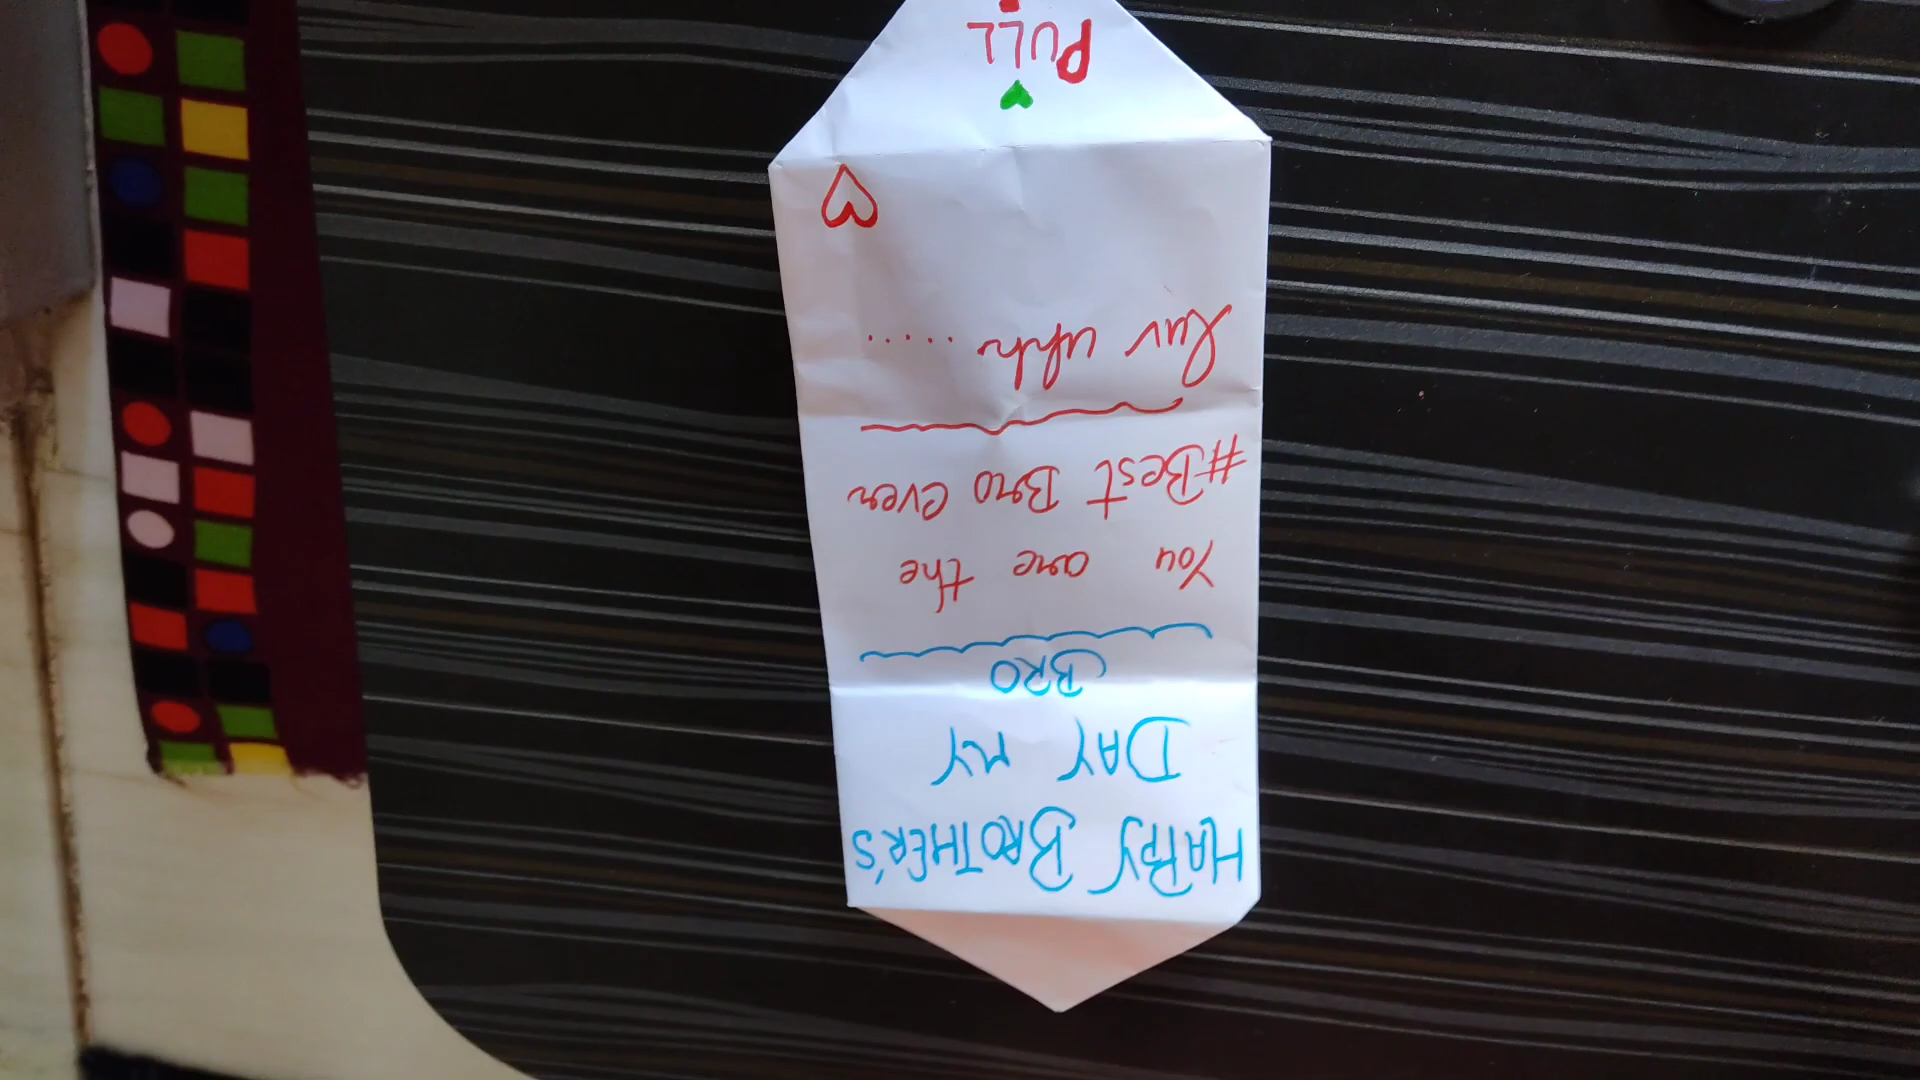 HAPPY BROTHER'S
DAY MY
BRO
You are the
#Best Bro Ever
Luv uhh.....
PULL